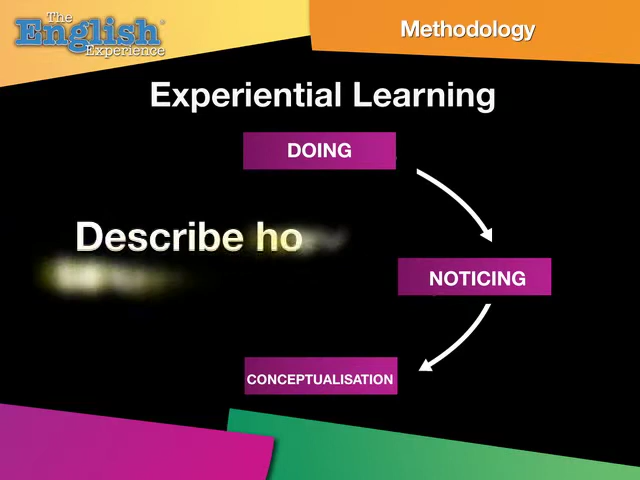 The
English
Experience
Methodology
Experiential Learning
DOING
Describe ho
NOTICING
CONCEPTUALISATION